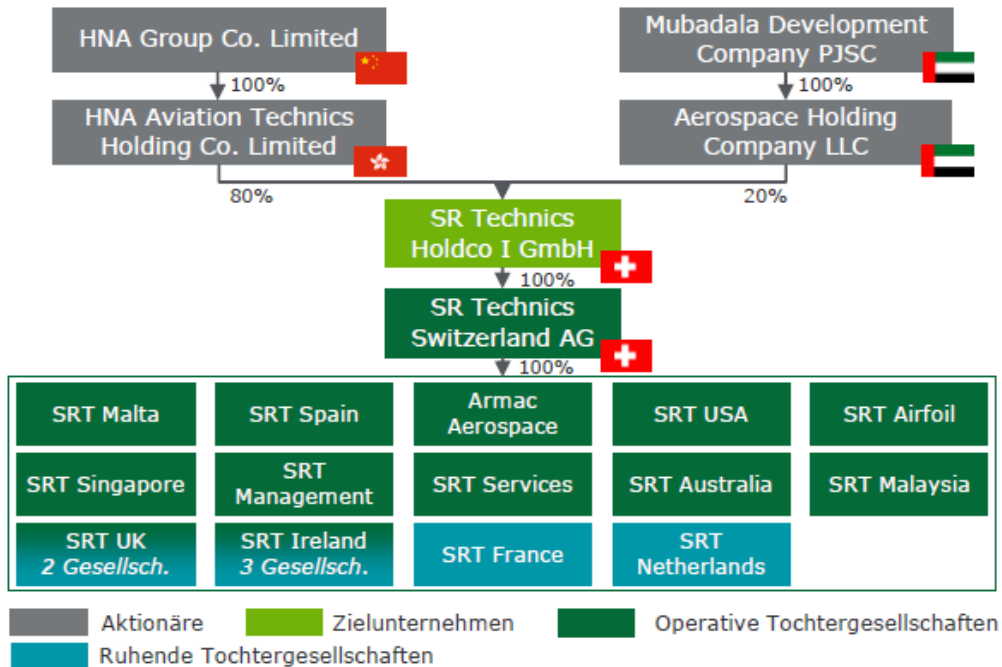 HNA Group Co. Limited
Mubadala Development
Company PJSC
100%
100%
HNA Aviation Technics
Holding Co. Limited
Aerospace Holding
Company LLC
80%
20%
SR Technics
Holdco I GmbH
100%
SR Technics
Switzerland AG
100%
SRT Malta
SRT Spain
Armac
Aerospace
SRT USA
SRT Airfoil
SRT Singapore
SRT
Management
SRT Services
SRT Australia
SRT Malaysia
SRT UK
2 Gesellsch.
SRT Ireland
3 Gesellsch.
SRT France
SRT
Netherlands
Aktionäre
Zielunternehmen
Operative Tochtergesellschaften
Ruhende Tochtergesellschaften